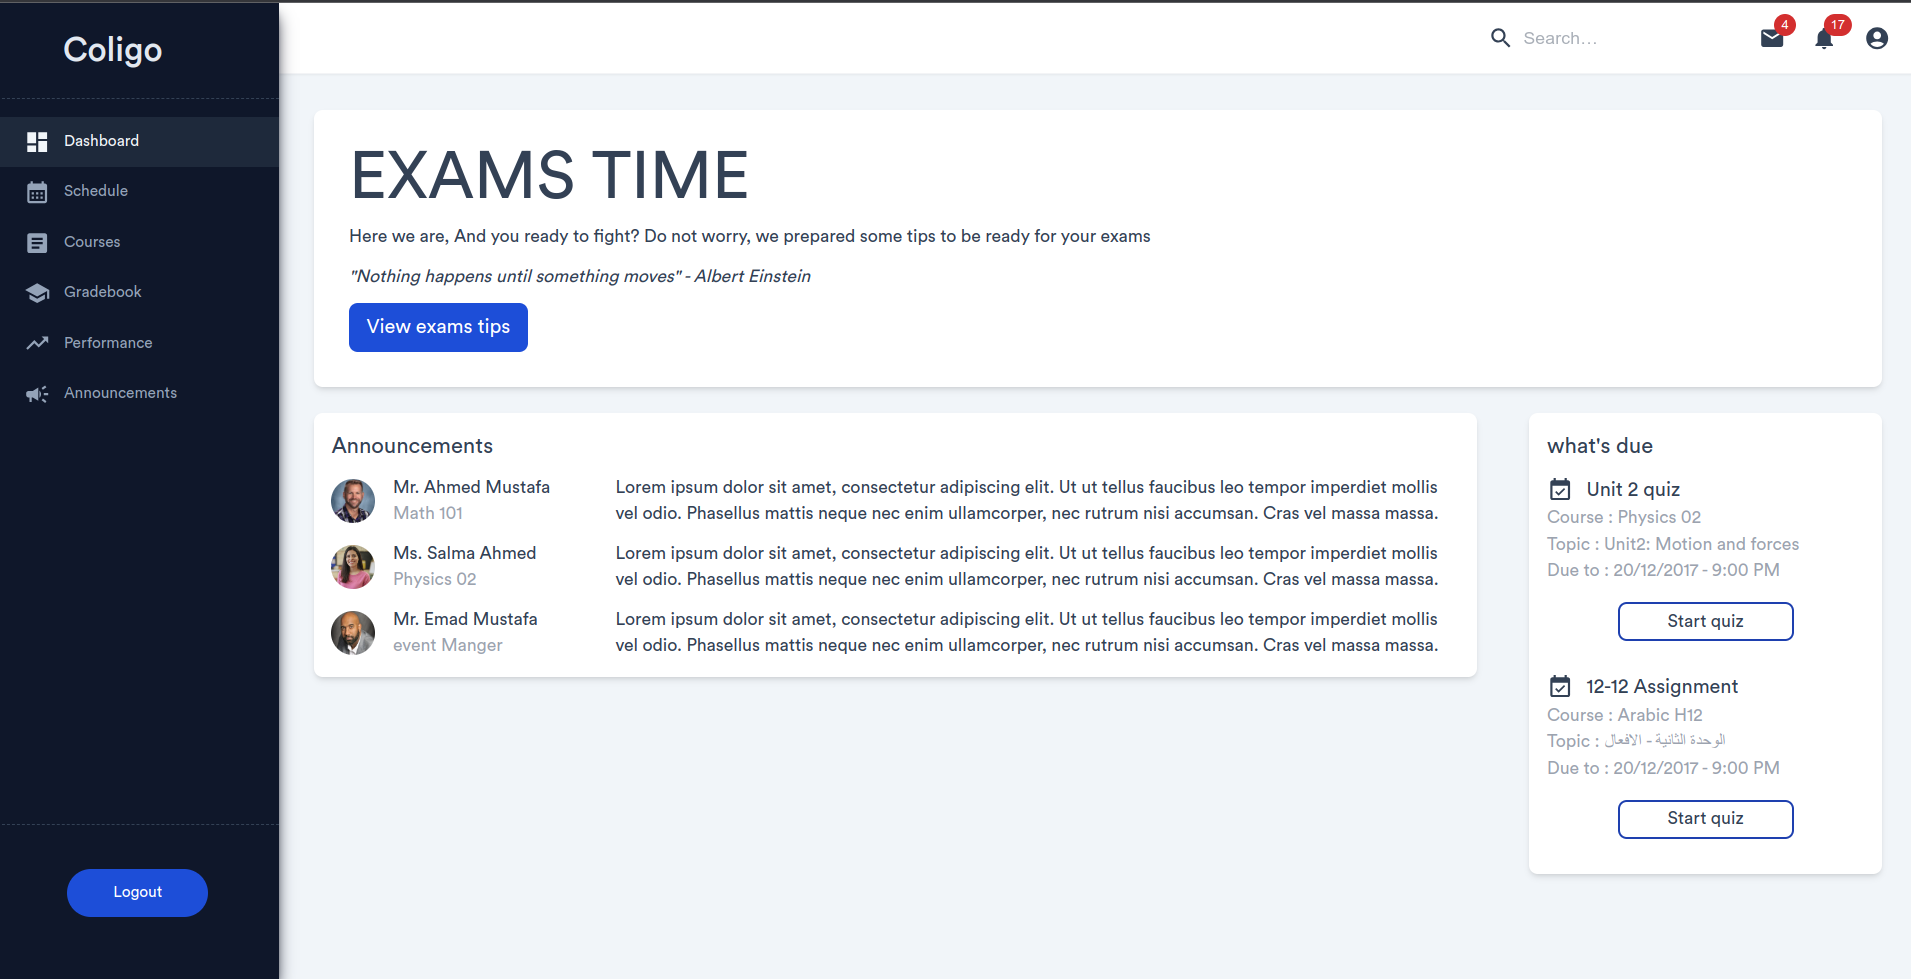 Coligo
Search...
4
17
Dashboard
Schedule
Courses
Gradebook
Performance
Announcements
Logout
EXAMS TIME
Here we are, And you ready to fight? Do not worry, we prepared some tips to be ready for your exams
"Nothing happens until something moves" - Albert Einstein
View exams tips
Announcements
Mr. Ahmed Mustafa
Math 101
Lorem ipsum dolor sit amet, consectetur adipiscing elit. Ut ut tellus faucibus leo tempor imperdiet mollis
vel odio. Phasellus mattis neque nec enim ullamcorper, nec rutrum nisi accumsan. Cras vel massa massa.
Ms. Salma Ahmed
Physics 02
Lorem ipsum dolor sit amet, consectetur adipiscing elit. Ut ut tellus faucibus leo tempor imperdiet mollis
vel odio. Phasellus mattis neque nec enim ullamcorper, nec rutrum nisi accumsan. Cras vel massa massa.
Mr. Emad Mustafa
event Manger
Lorem ipsum dolor sit amet, consectetur adipiscing elit. Ut ut tellus faucibus leo tempor imperdiet mollis
vel odio. Phasellus mattis neque nec enim ullamcorper, nec rutrum nisi accumsan. Cras vel massa massa.
what's due
Unit 2 quiz
Course : Physics 02
Topic : Unit2: Motion and forces
Due to : 20/12/2017 - 9:00 PM
Start quiz
12-12 Assignment
Course : Arabic H12
Topic : الوحدة الثانية - الافعال
Due to : 20/12/2017 - 9:00 PM
Start quiz